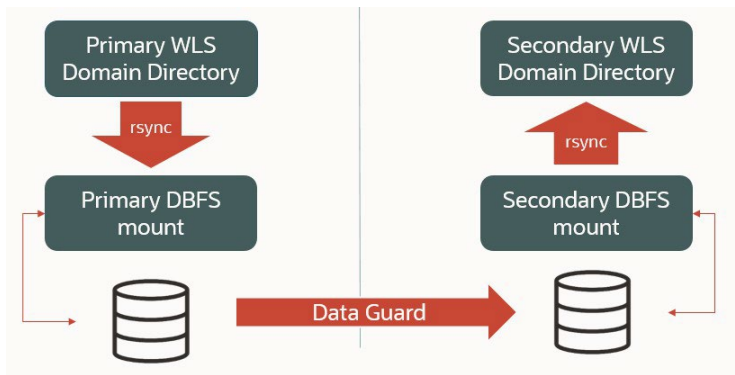 Primary WLS
Domain Directory
rsync
Primary DBFS
mount
Secondary WLS
Domain Directory
rsync
Secondary DBFS
mount
Data Guard